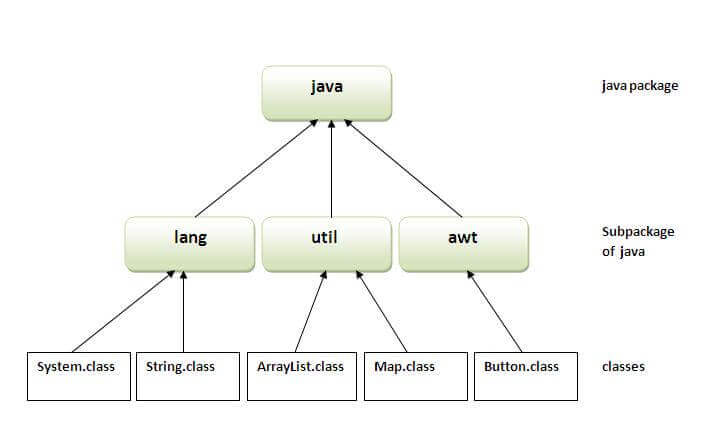 java
java package
lang
util
awt
Subpackage
of java
System.class
String.class
ArrayList.class
Map.class
Button.class
classes